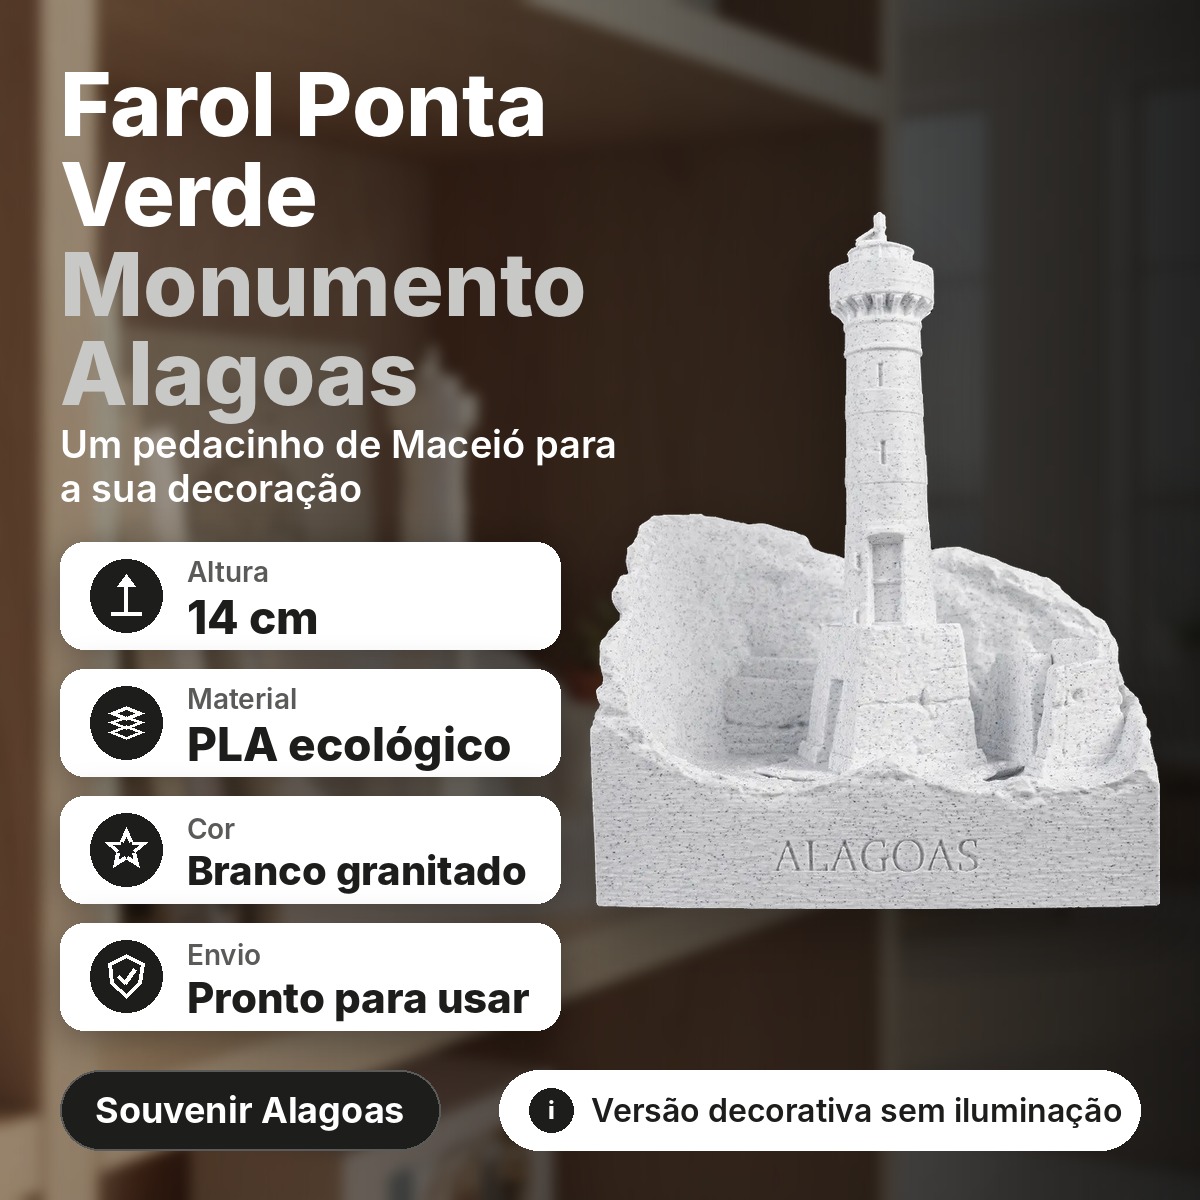 Farol Ponta
Verde
Monumento
Alagoas
Um pedacinho de Maceió para
a sua decoração
Altura
14 cm
Material
PLA ecológico
Cor
Branco granitado
Envio
Pronto para usar
ALAGOAS
Souvenir Alagoas
i
Versão decorativa sem iluminação